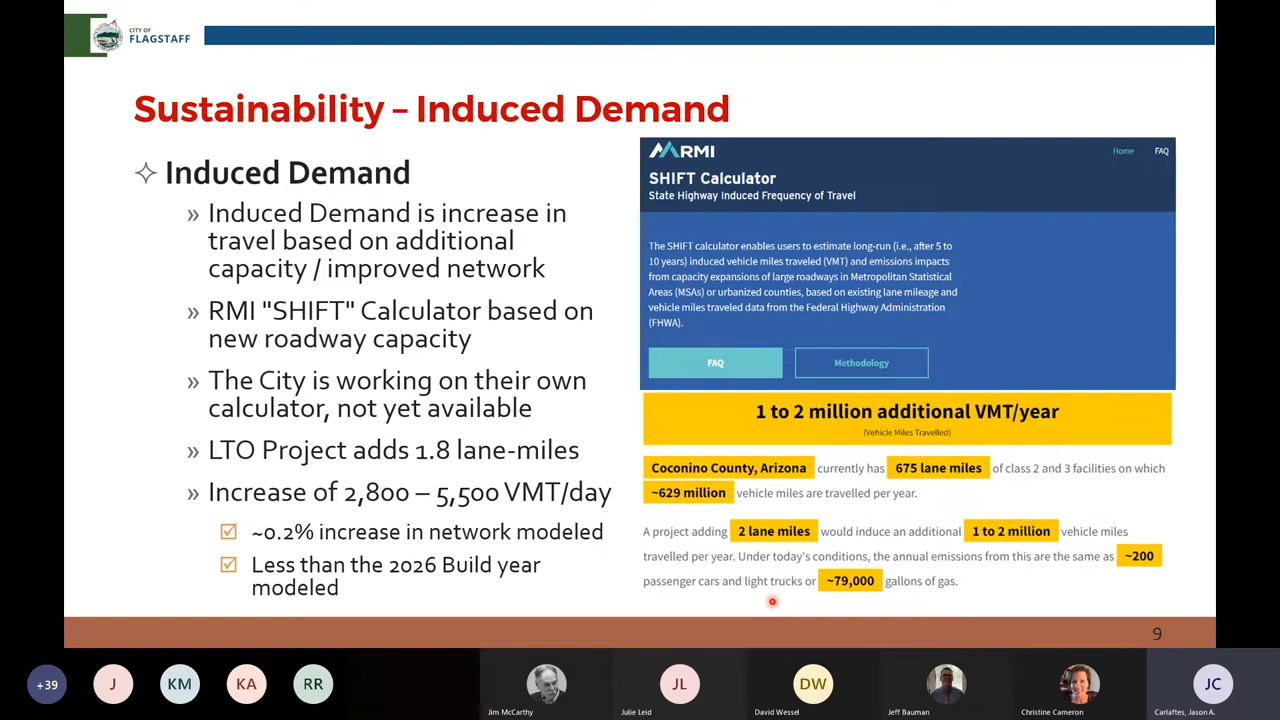 CITY OF
FLAGSTAFF
Sustainability – Induced Demand
Induced Demand
» Induced Demand is increase in
travel based on additional
capacity / improved network
» RMI "SHIFT" Calculator based on
new roadway capacity
» The City is working on their own
calculator, not yet available
» LTO Project adds 1.8 lane-miles
» Increase of 2,800 – 5,500 VMT/day
~0.2% increase in network modeled
Less than the 2026 Build year
modeled
RMI
Home FAQ
SHIFT Calculator
State Highway Induced Frequency of Travel
The SHIFT calculator enables users to estimate long-run (i.e., after 5 to
10 years) induced vehicle miles traveled (VMT) and emissions impacts
from capacity expansions of large roadways in Metropolitan Statistical
Areas (MSAs) or urbanized counties, based on existing lane mileage and
vehicle miles traveled data from the Federal Highway Administration
(FHWA).
FAQ Methodology
1 to 2 million additional VMT/year
(Vehicle Miles Travelled)
Coconino County, Arizona currently has 675 lane miles of class 2 and 3 facilities on which
~629 million vehicle miles are travelled per year.
A project adding 2 lane miles would induce an additional 1 to 2 million vehicle miles
travelled per year. Under today's conditions, the annual emissions from this are the same as ~200
passenger cars and light trucks or ~79,000 gallons of gas.
9
+39 J KM KA RR JL DW JC
Jim McCarthy Julie Leid David Wessel Jeff Bauman Christine Cameron Carlaftes, Jason A.